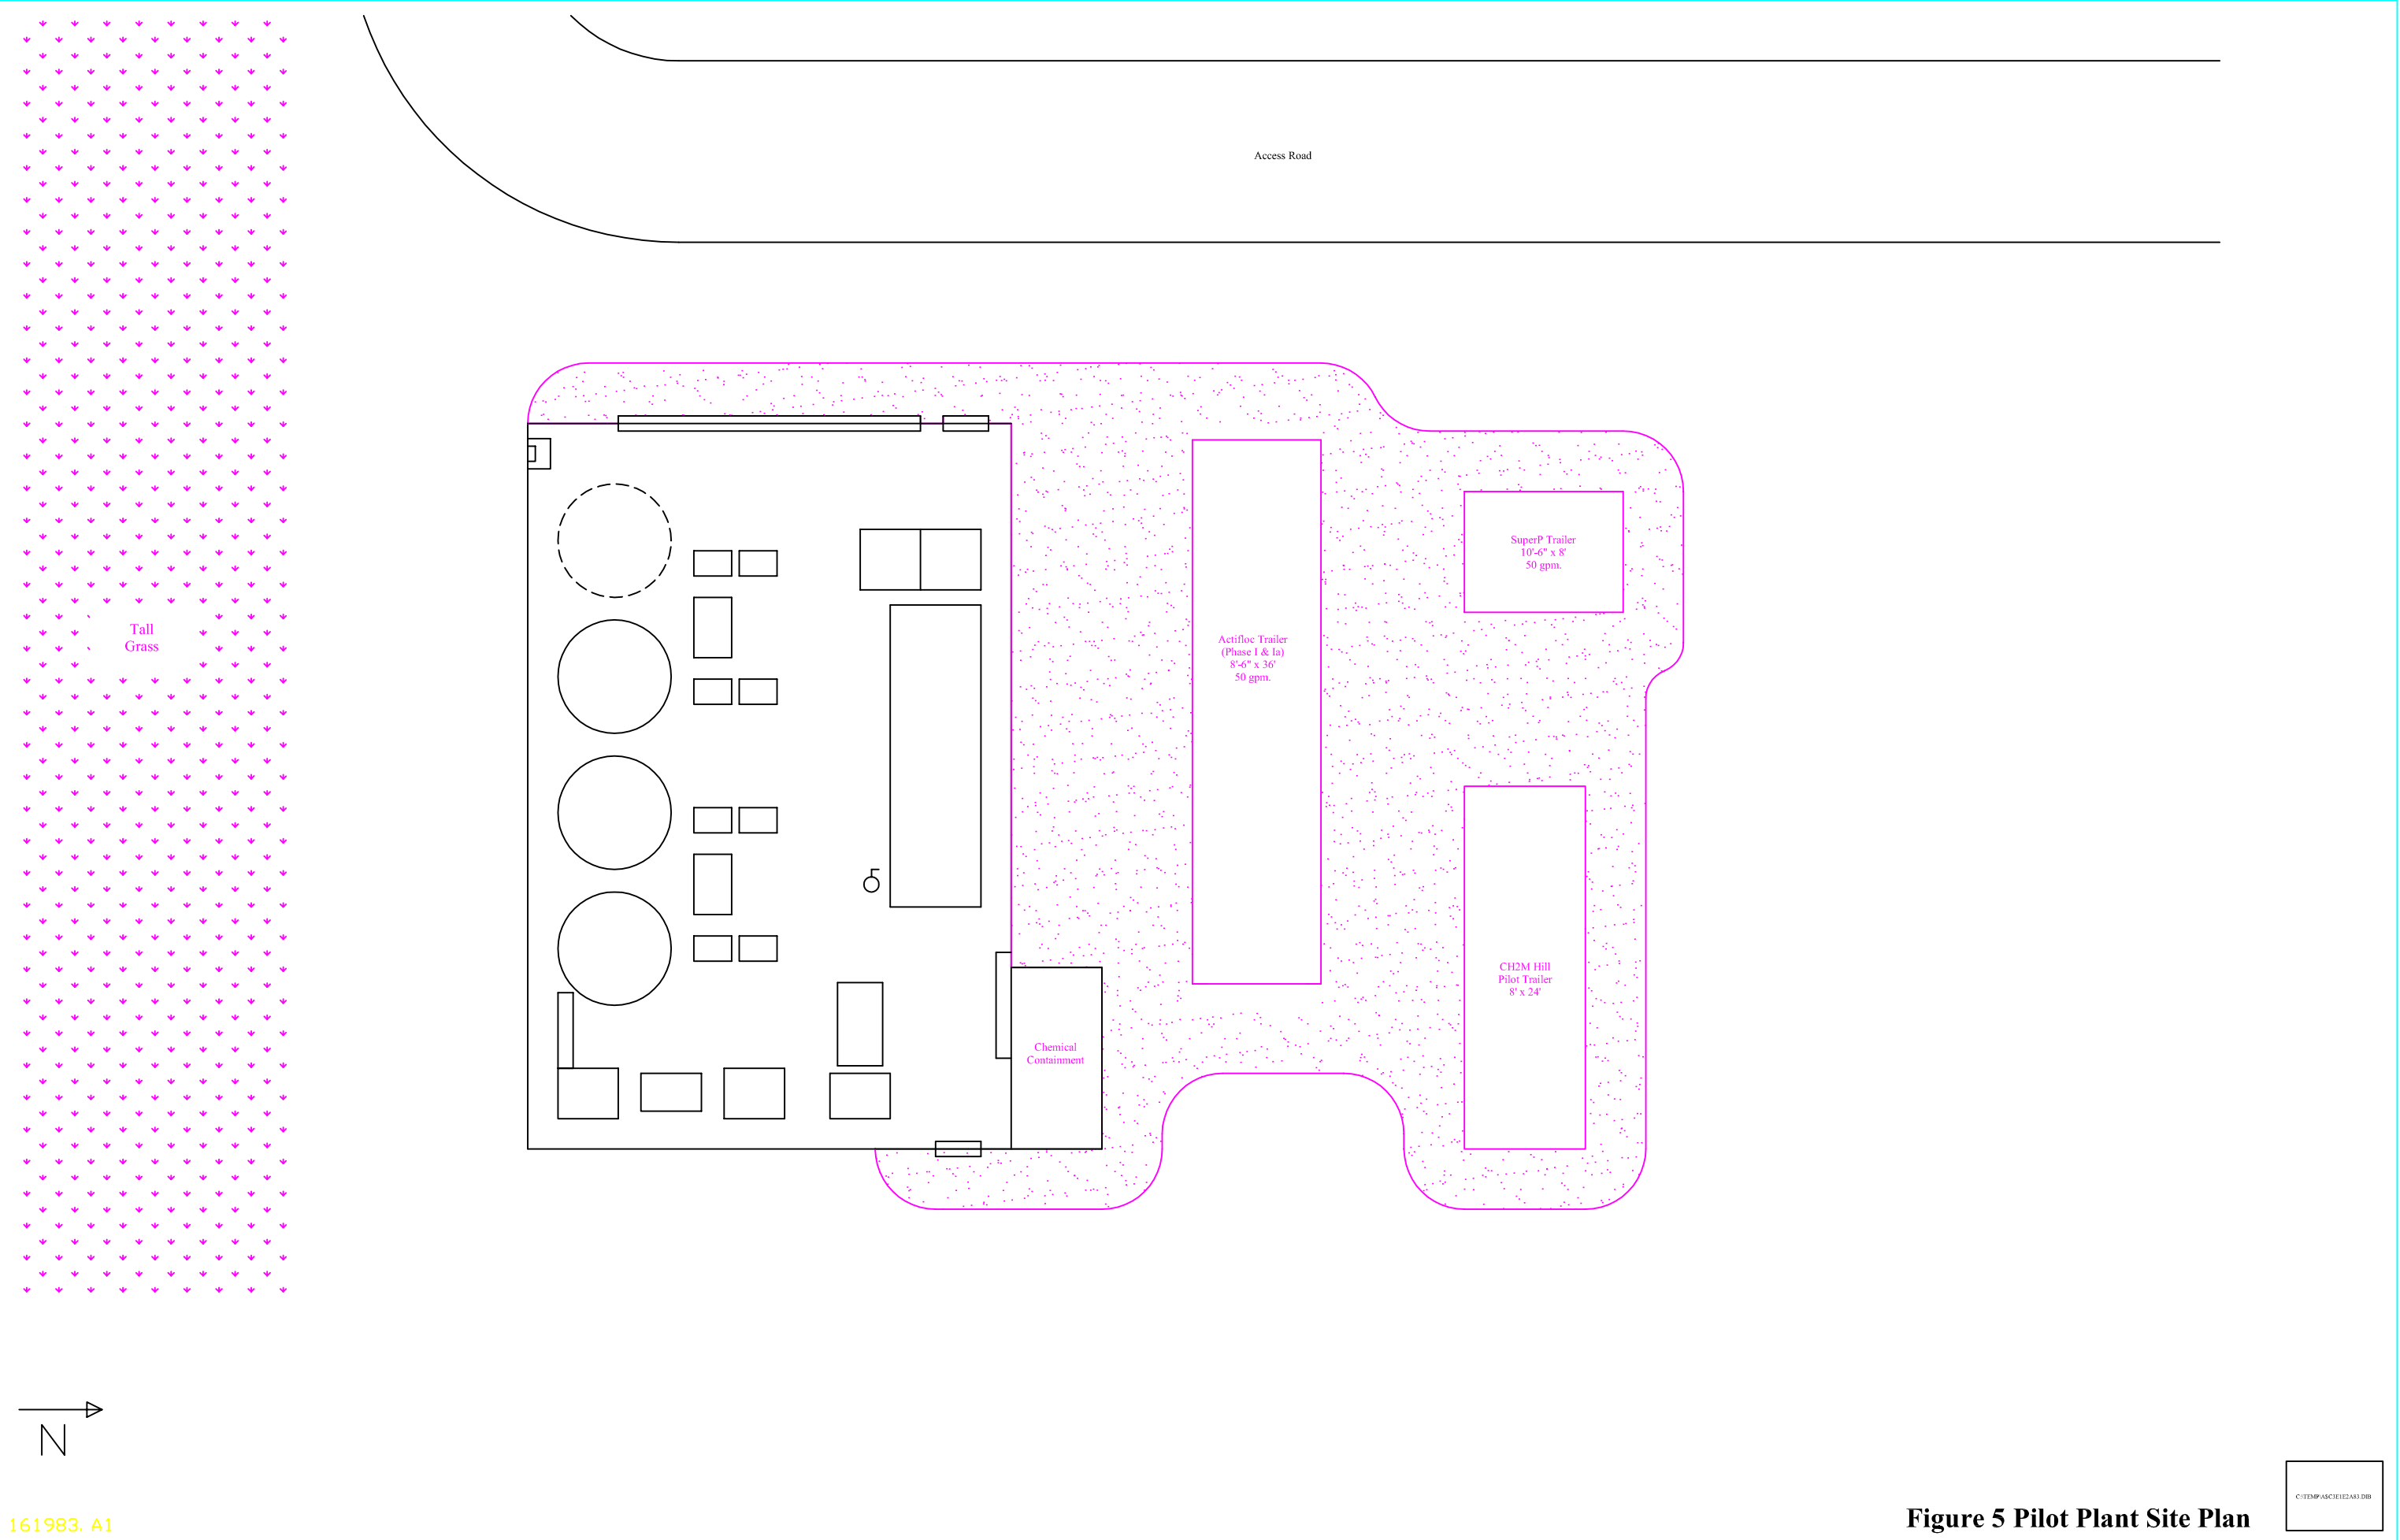 Access Road
SuperP Trailer
10'-6" x 8'
50 gpm.
Tall
Grass
Actifloc Trailer
(Phase I & Ia)
8'-6" x 36'
50 gpm.
CH2M Hill
Pilot Trailer
8' x 24'
Chemical
Containment
N
161983. A1
Figure 5 Pilot Plant Site Plan